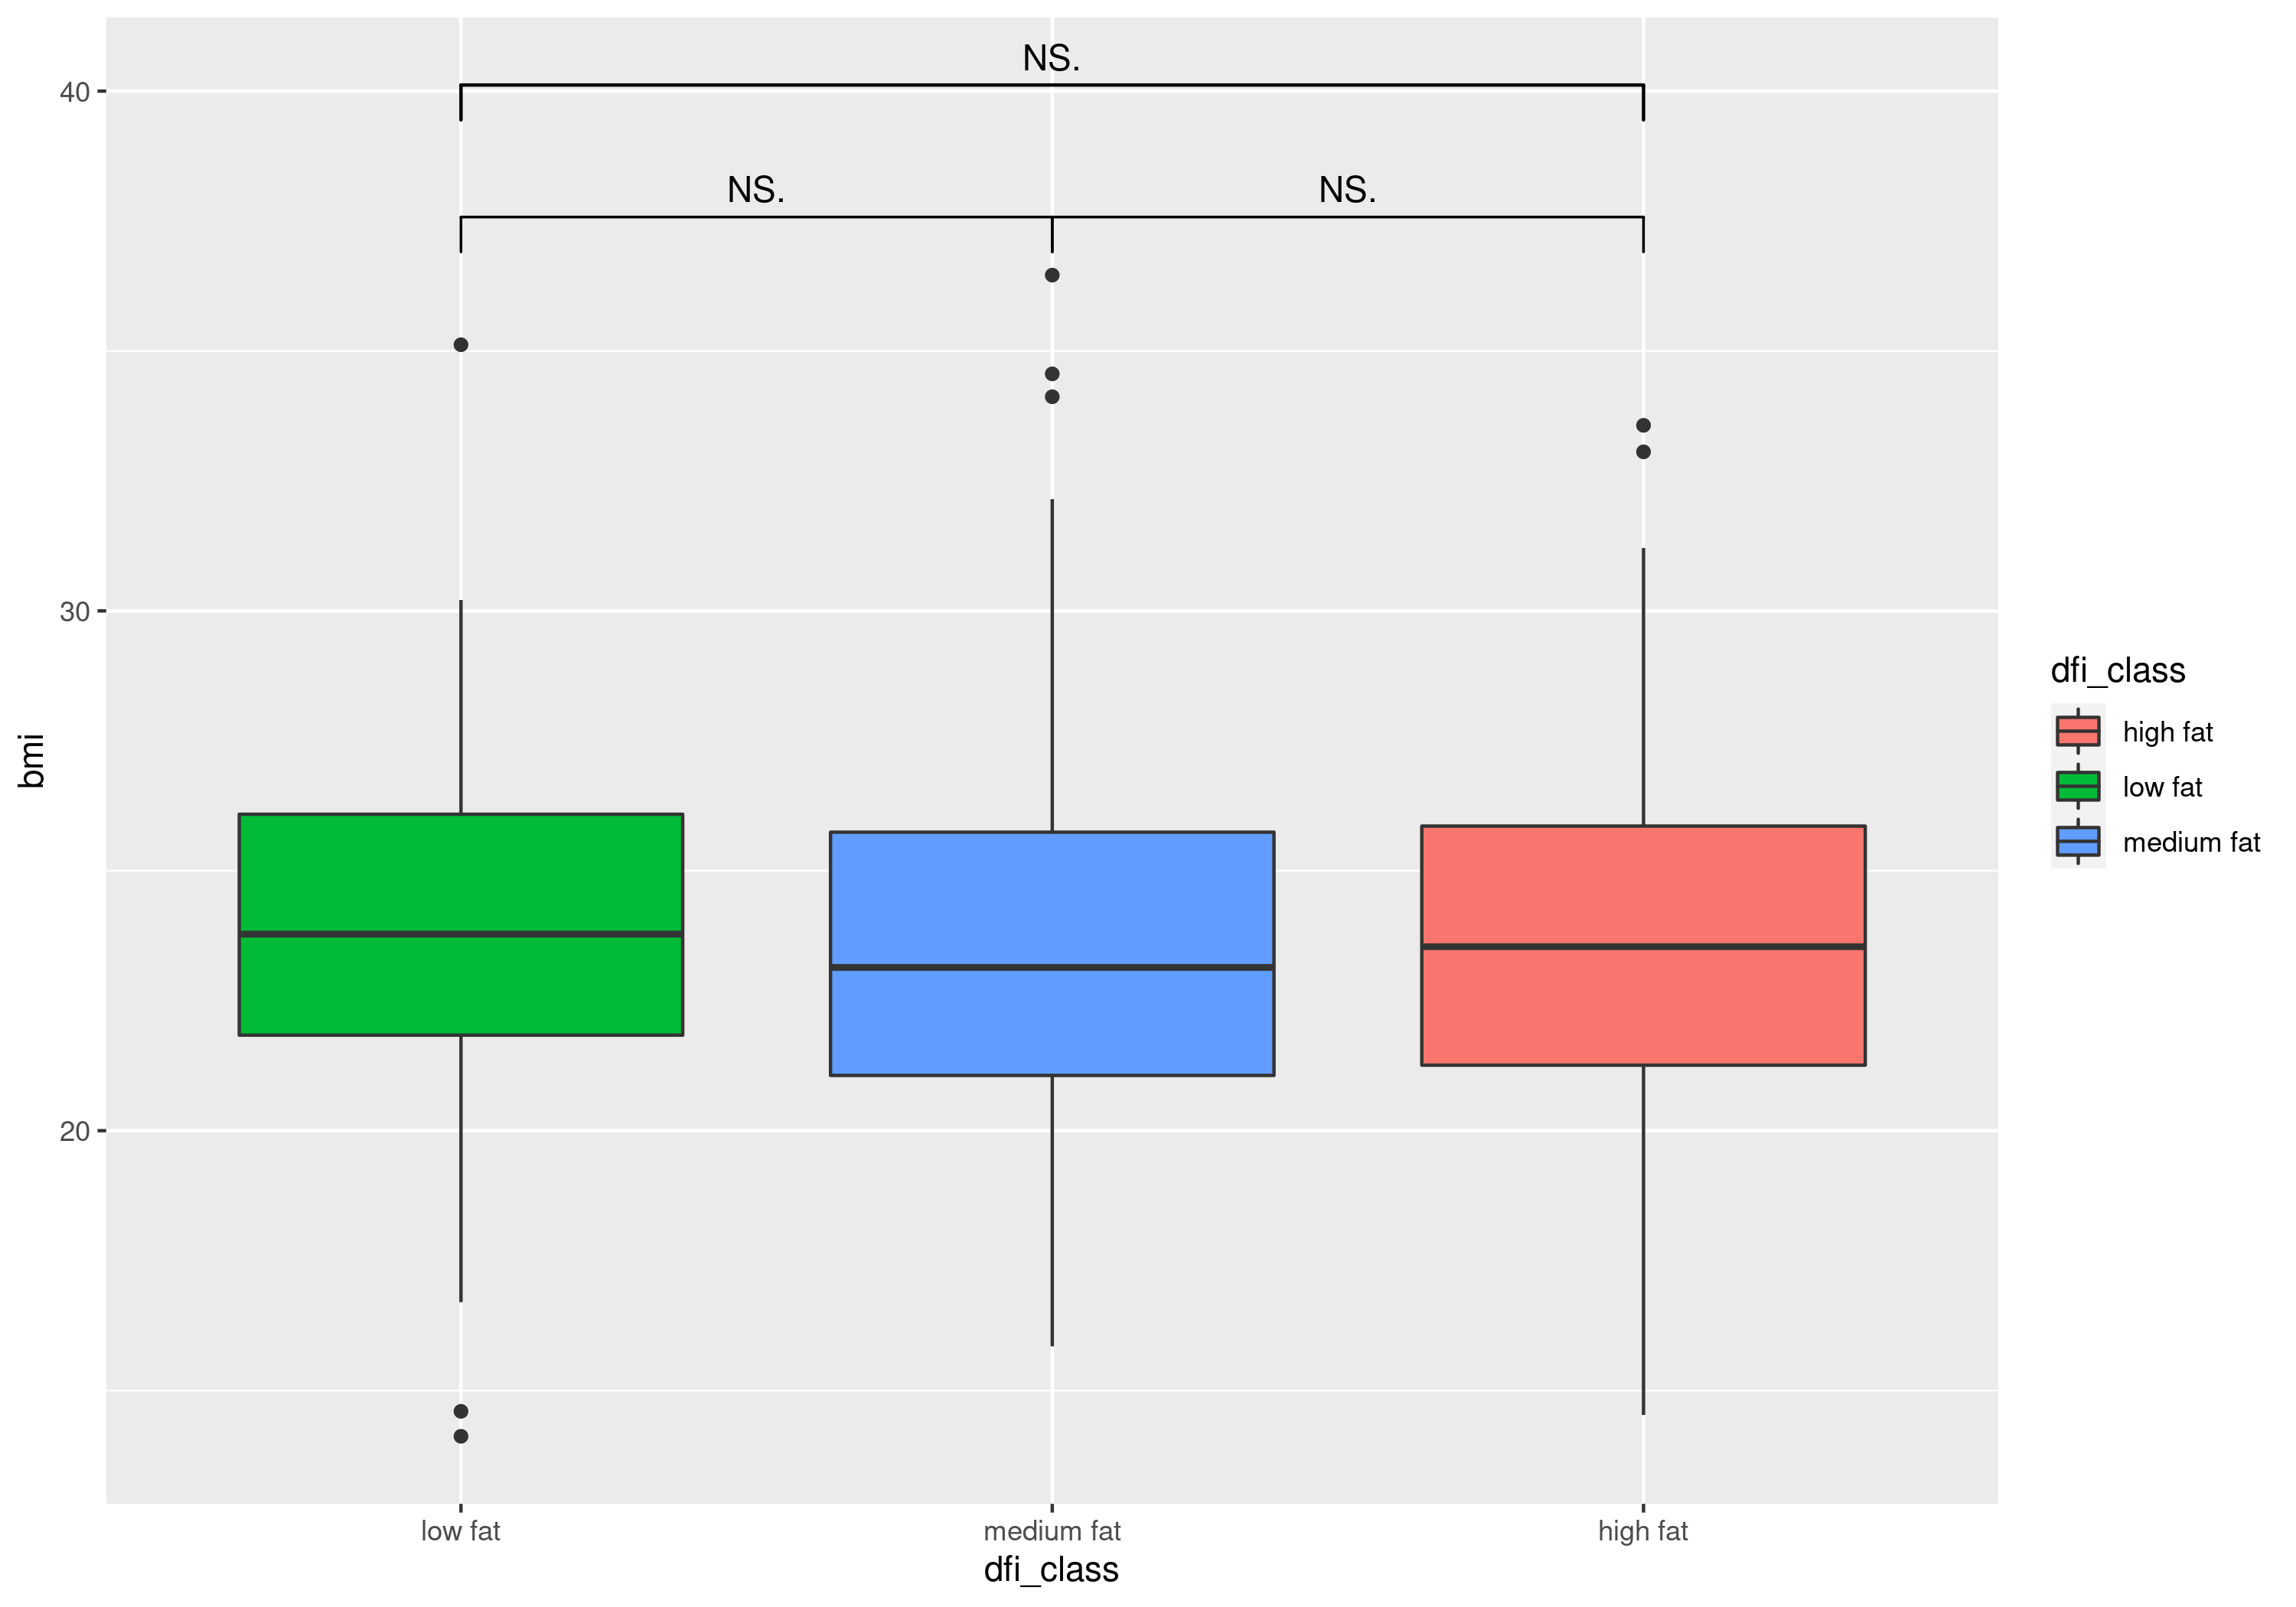 NS.
40
NS.
NS.
30
bmi
20
dfi_class
high fat
low fat
medium fat
low fat
medium fat
high fat
dfi_class